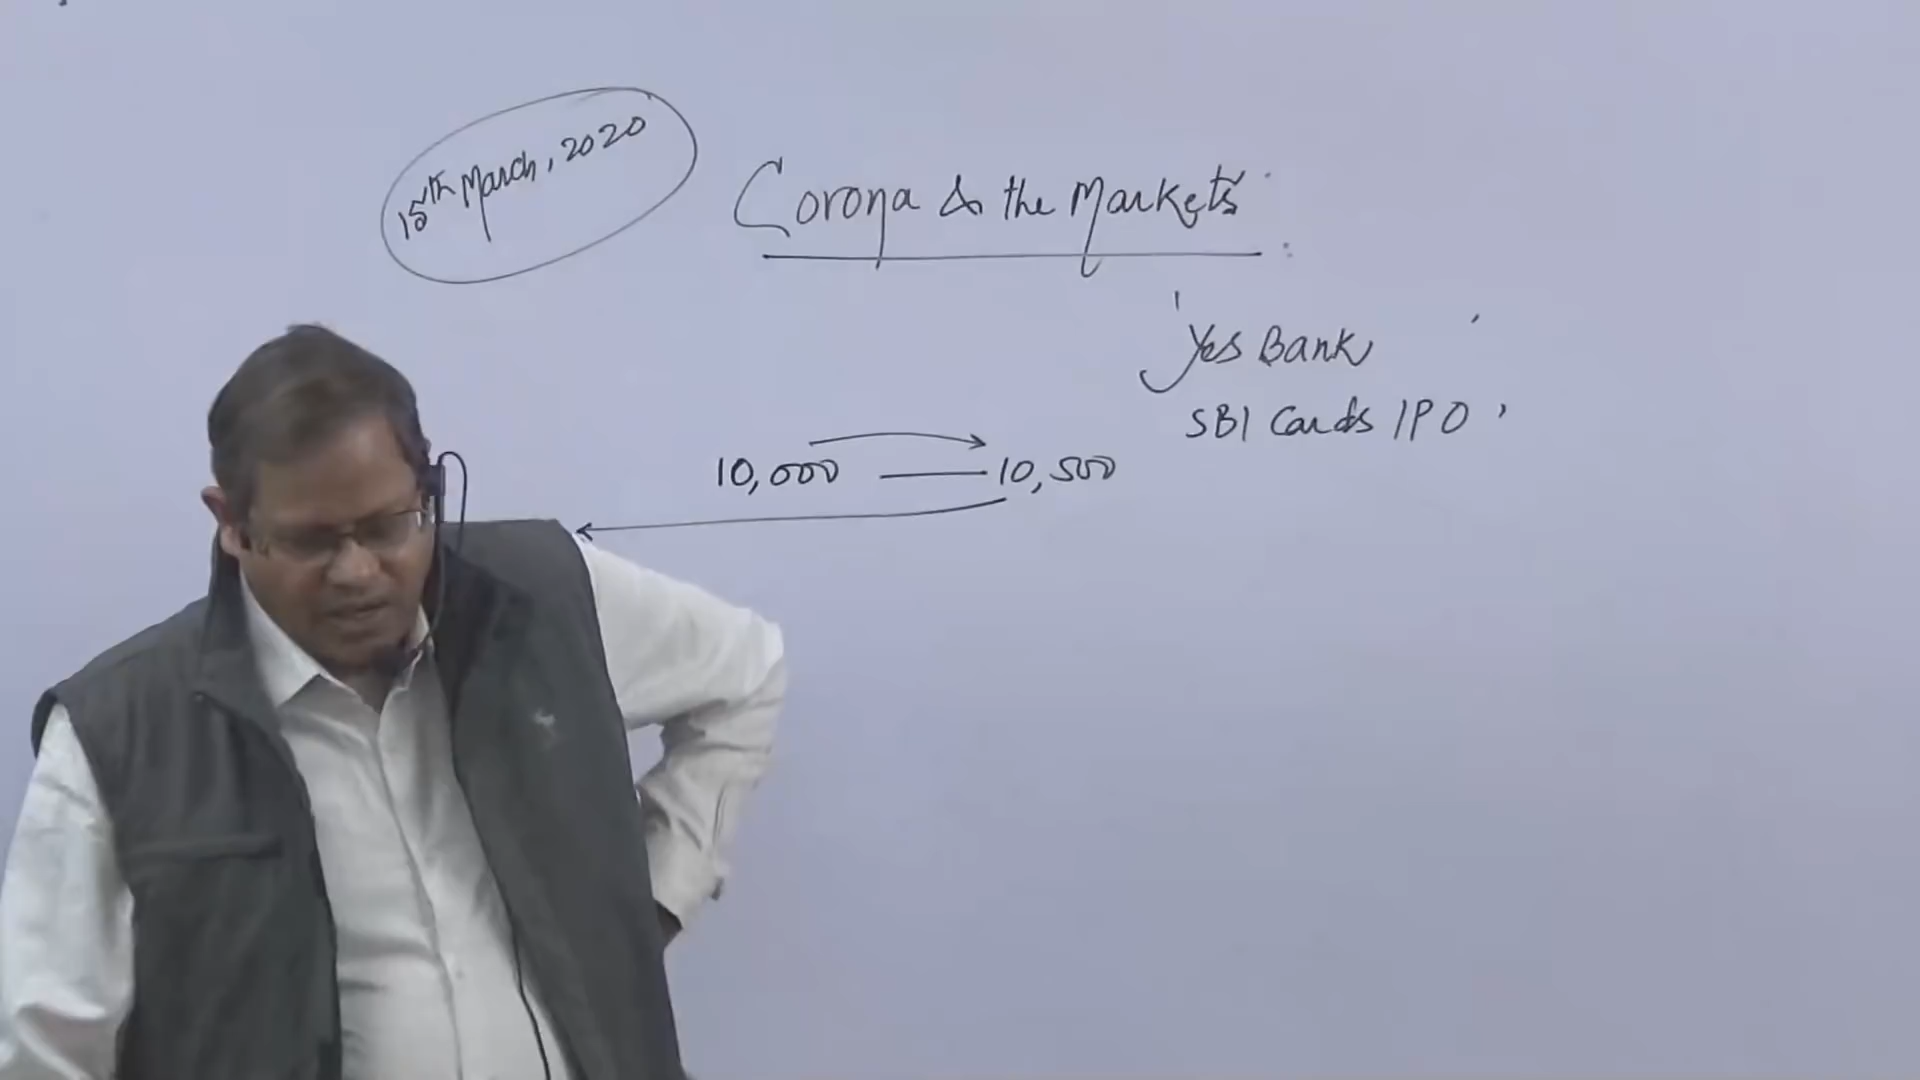 15th March, 2020
Corona & the Markets
Yes Bank
SBI Cards IPO
10,000 — 10,500